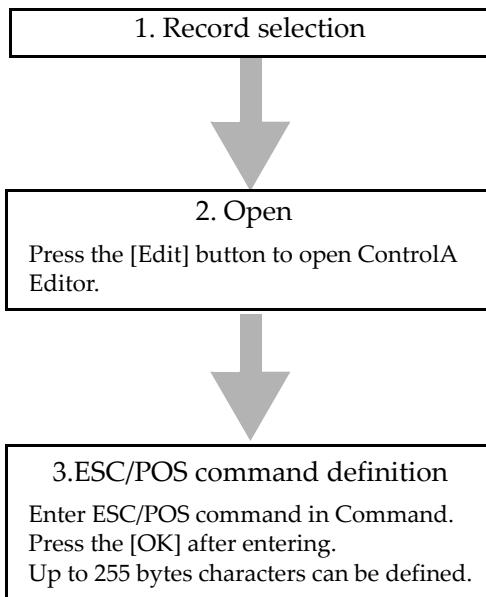 1. Record selection
2. Open
Press the [Edit] button to open ControlA
Editor.
3.ESC/POS command definition
Enter ESC/POS command in Command.
Press the [OK] after entering.
Up to 255 bytes characters can be defined.